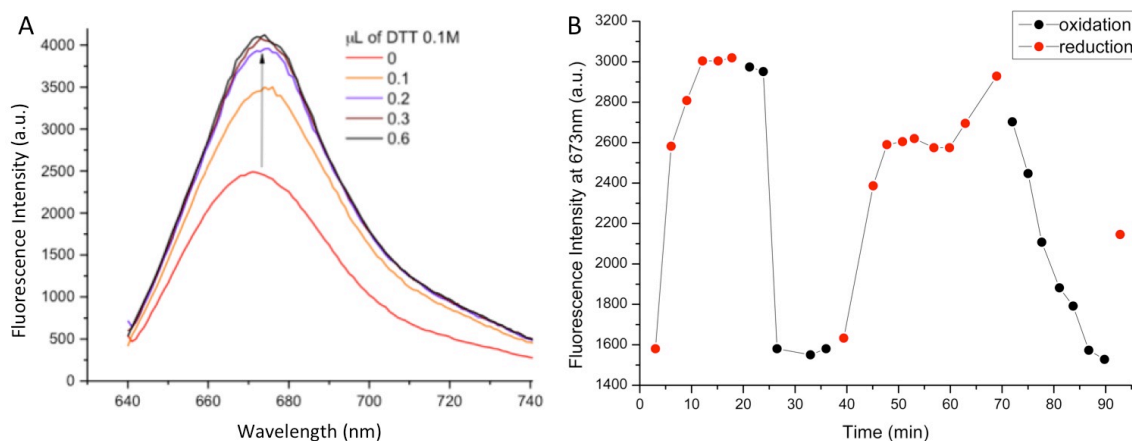 A
Fluorescence Intensity (a.u.)
4000
3500
3000
2500
2000
1500
1000
500
0
μL of DTT 0.1M
0
0.1
0.2
0.3
0.6
640 660 680 700 720 740
Wavelength (nm)
B
oxidation
reduction
Fluorescence Intensity at 673nm (a.u.)
3200
3000
2800
2600
2400
2200
2000
1800
1600
1400
0 10 20 30 40 50 60 70 80 90
Time (min)